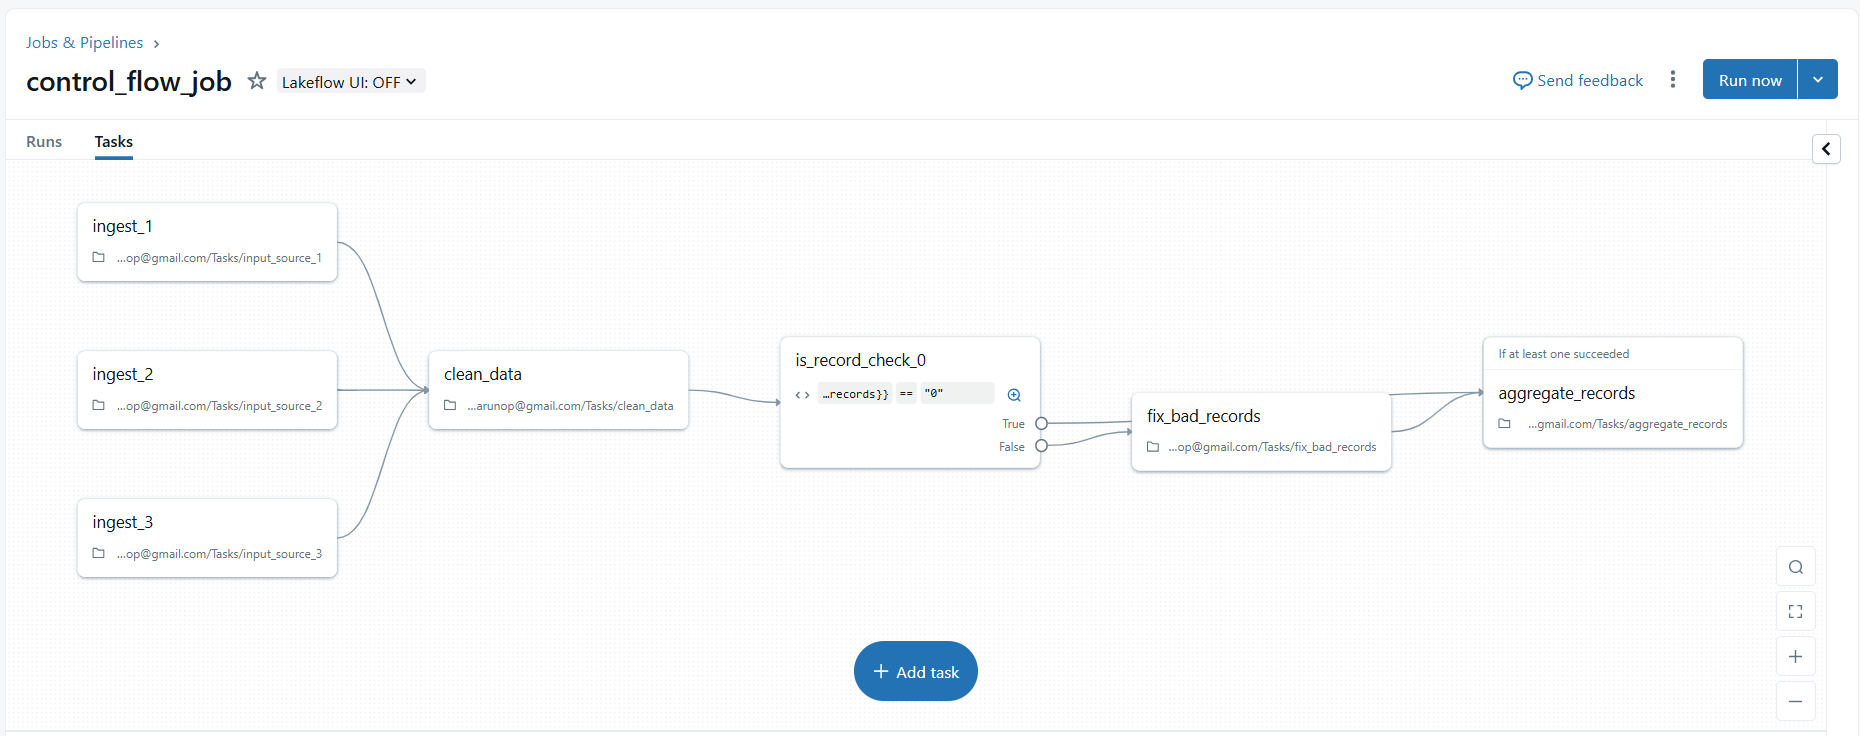 Jobs & Pipelines >
control_flow_job Lakeflow UI: OFF
Send feedback
Run now
Runs Tasks
ingest_1
...op@gmail.com/Tasks/input_source_1
ingest_2
...op@gmail.com/Tasks/input_source_2
ingest_3
...op@gmail.com/Tasks/input_source_3
clean_data
...arunop@gmail.com/Tasks/clean_data
is_record_check_0
<> ...records}} == "0"
True
False
fix_bad_records
...op@gmail.com/Tasks/fix_bad_records
If at least one succeeded
aggregate_records
...gmail.com/Tasks/aggregate_records
+ Add task